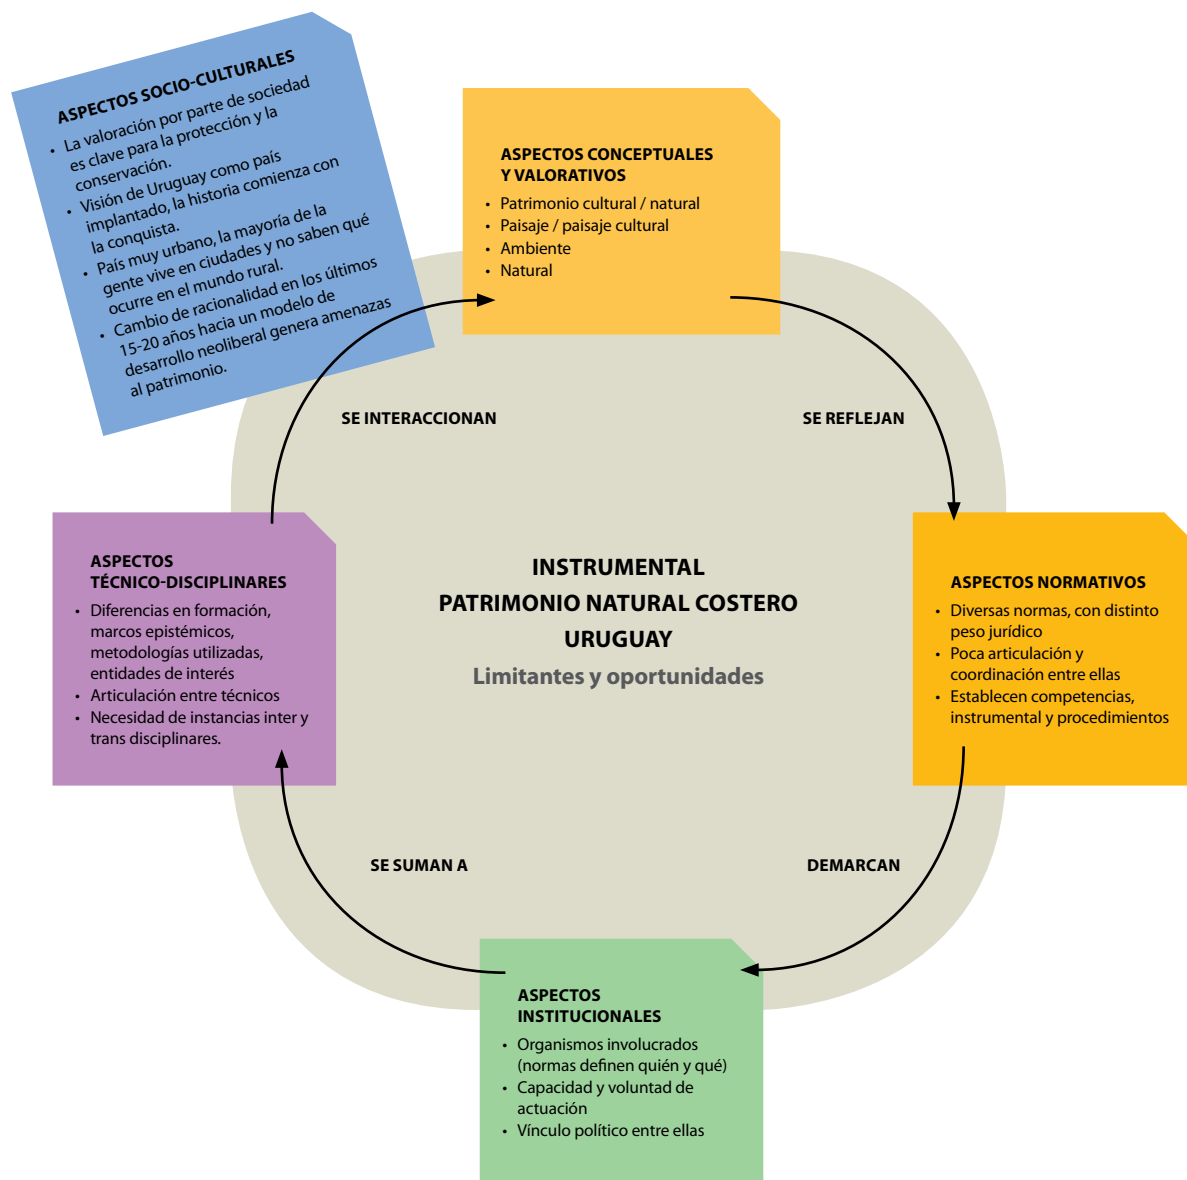 ASPECTOS SOCIO-CULTURALES
• La valoración por parte de sociedad
es clave para la protección y la
conservación.
• Visión de Uruguay como país
implantado, la historia comienza con
la conquista.
• País muy urbano, la mayoría de la
gente vive en ciudades y no saben qué
ocurre en el mundo rural.
• Cambio de racionalidad en los últimos
15-20 años hacia un modelo de
desarrollo neoliberal genera amenazas
al patrimonio.
ASPECTOS CONCEPTUALES
Y VALORATIVOS
• Patrimonio cultural / natural
• Paisaje / paisaje cultural
• Ambiente
• Natural
SE INTERACCIONAN
SE REFLEJAN
ASPECTOS
TÉCNICO-DISCIPLINARES
• Diferencias en formación,
marcos epistémicos,
metodologías utilizadas,
entidades de interés
• Articulación entre técnicos
• Necesidad de instancias inter y
trans disciplinares.
INSTRUMENTAL
PATRIMONIO NATURAL COSTERO
URUGUAY
Limitantes y oportunidades
ASPECTOS NORMATIVOS
• Diversas normas, con distinto
peso jurídico
• Poca articulación y
coordinación entre ellas
• Establecen competencias,
instrumental y procedimientos
SE SUMAN A
DEMARCAN
ASPECTOS
INSTITUCIONALES
• Organismos involucrados
(normas definen quién y qué)
• Capacidad y voluntad de
actuación
• Vínculo político entre ellas